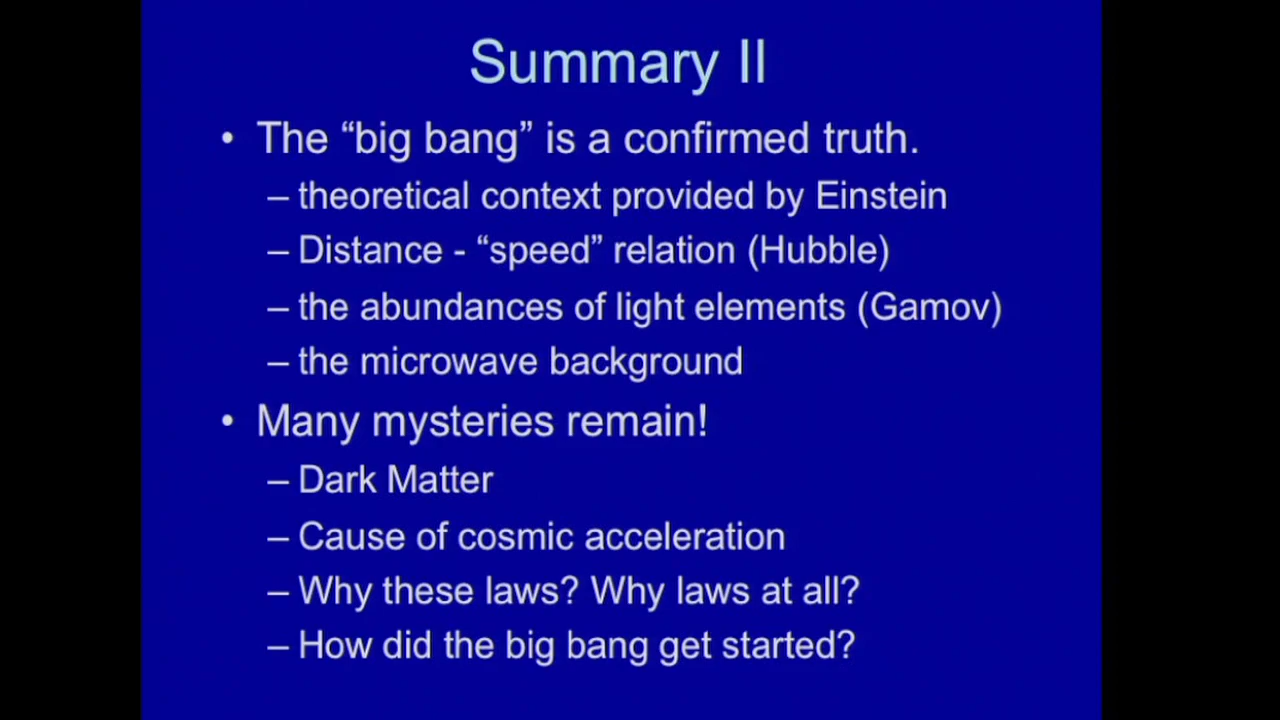 Summary II
• The “big bang” is a confirmed truth.
– theoretical context provided by Einstein
– Distance - “speed” relation (Hubble)
– the abundances of light elements (Gamov)
– the microwave background
• Many mysteries remain!
– Dark Matter
– Cause of cosmic acceleration
– Why these laws? Why laws at all?
– How did the big bang get started?